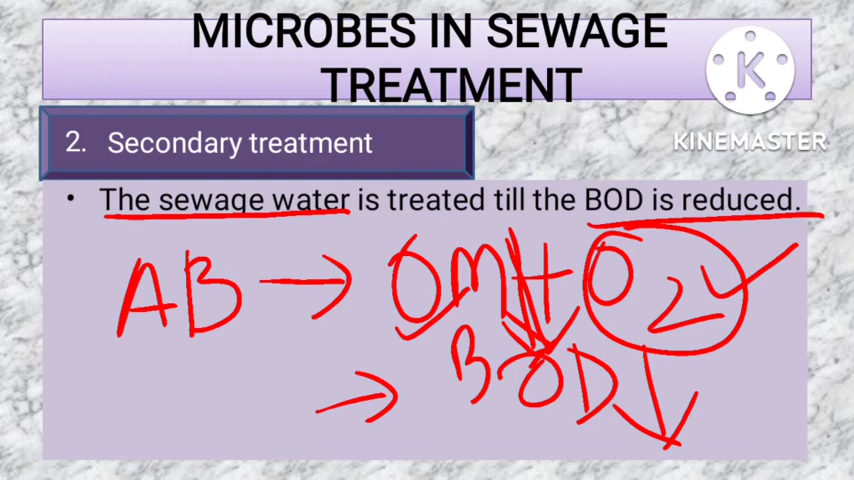 MICROBES IN SEWAGE
TREATMENT
K
KINEMASTER
2. Secondary treatment
• The sewage water is treated till the BOD is reduced.
AB → OM + O2
→ BOD